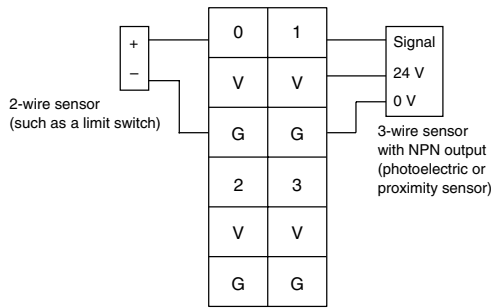 +
–
2-wire sensor
(such as a limit switch)
0 1
V V
G G
2 3
V V
G G
Signal
24 V
0 V
3-wire sensor
with NPN output
(photoelectric or
proximity sensor)